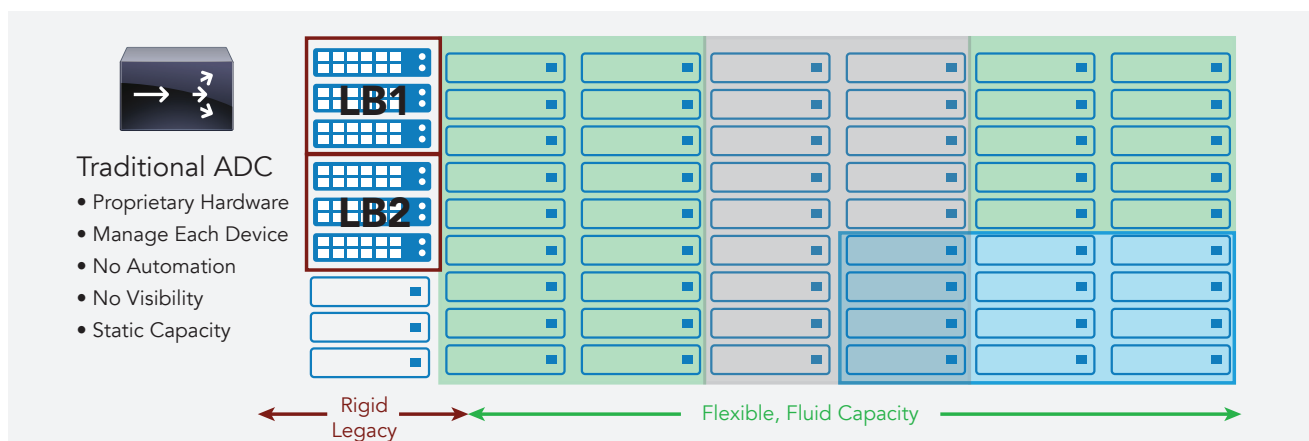 LB1
Traditional ADC
• Proprietary Hardware
• Manage Each Device
• No Automation
• No Visibility
• Static Capacity
LB2
Rigid
Legacy
Flexible, Fluid Capacity